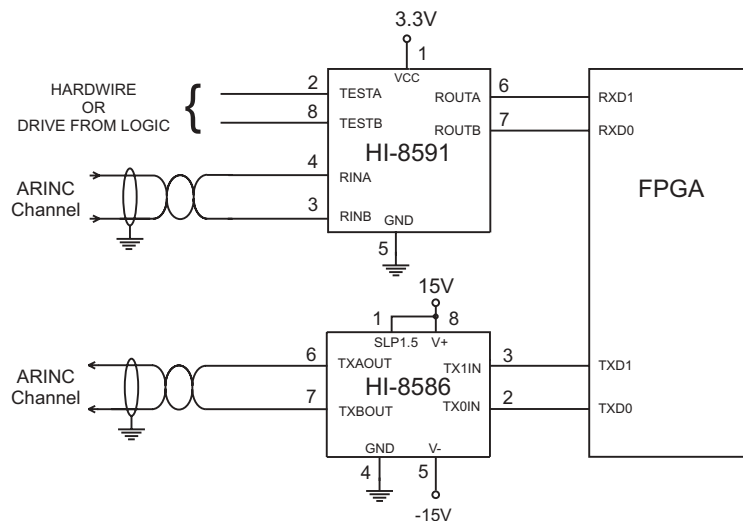 3.3V
1
VCC
HARDWIRE
OR
DRIVE FROM LOGIC
{
2
TESTA
8
TESTB
ROUTA
6
RXD1
ROUTB
7
RXD0
HI-8591
FPGA
ARINC
Channel
4
RINA
3
RINB
GND
5
15V
1
8
SLP1.5
V+
ARINC
Channel
6
TXAOUT
7
TXBOUT
TX1IN
3
TXD1
HI-8586
TX0IN
2
TXD0
GND
V-
4
5
-15V